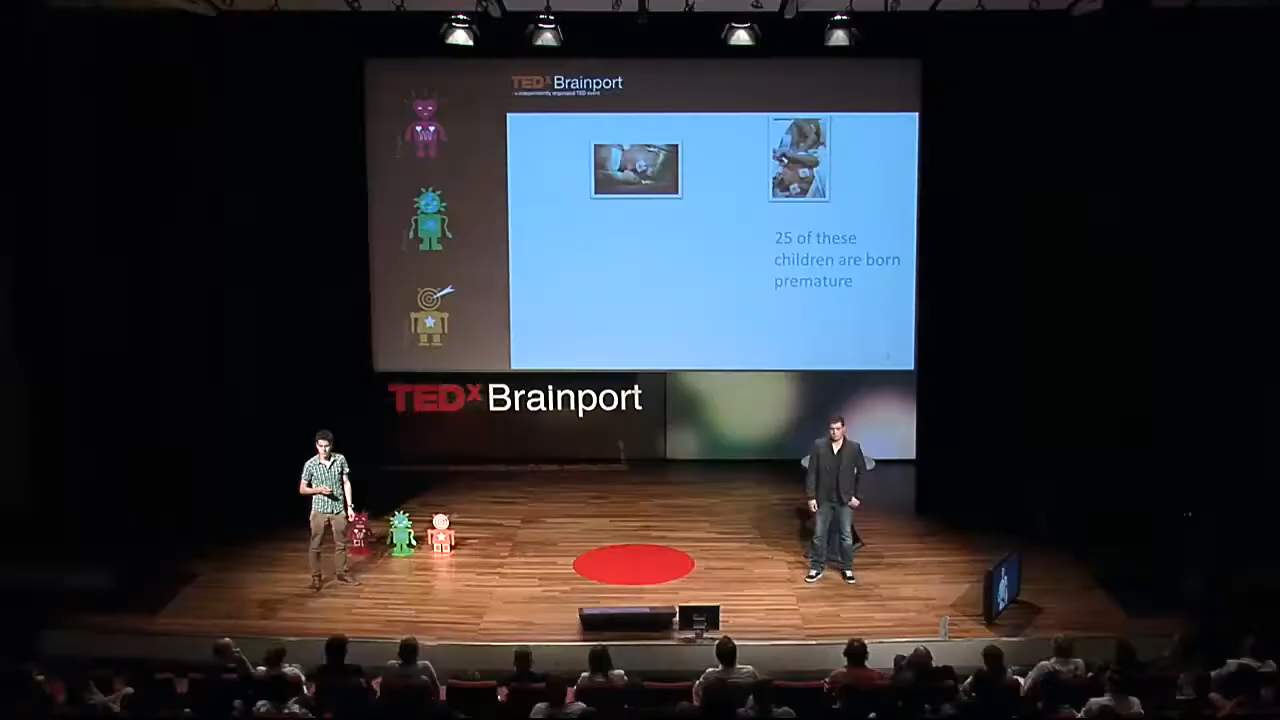 TEDx Brainport
25 of these
children are born
premature
TEDx Brainport